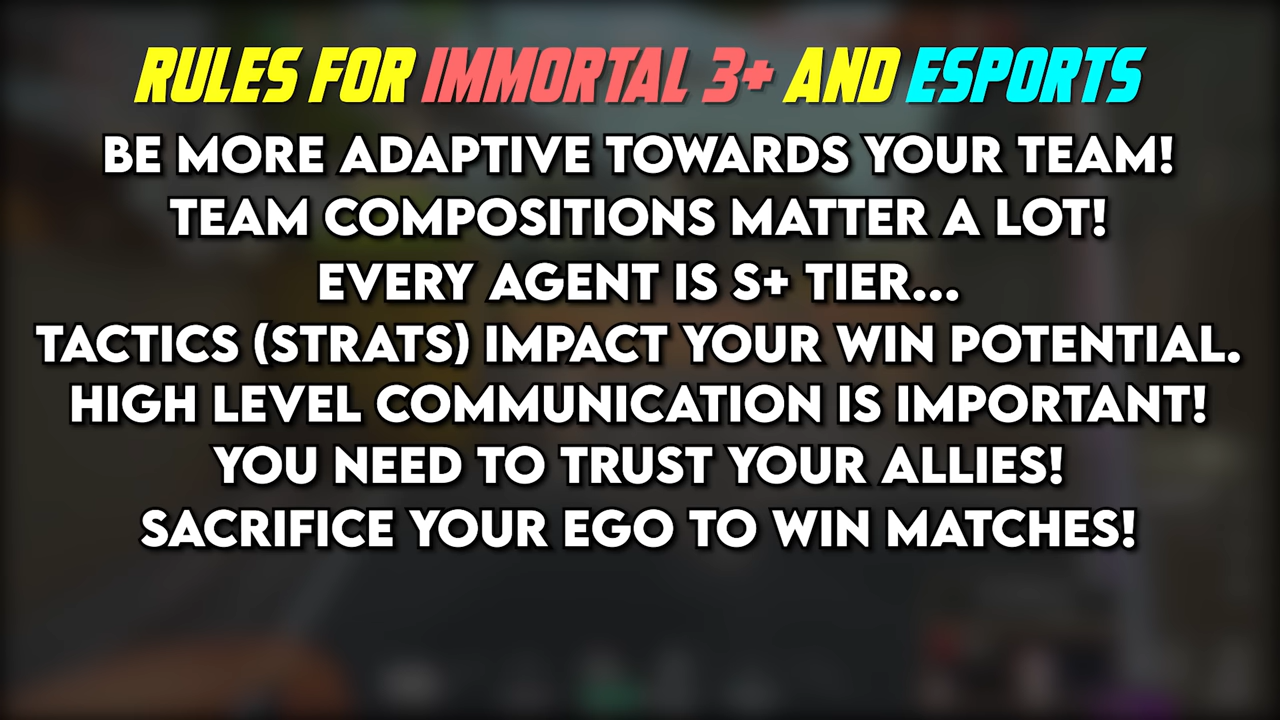 RULES FOR IMMORTAL 3+ AND ESPORTS
BE MORE ADAPTIVE TOWARDS YOUR TEAM!
TEAM COMPOSITIONS MATTER A LOT!
EVERY AGENT IS S+ TIER...
TACTICS (STRATS) IMPACT YOUR WIN POTENTIAL.
HIGH LEVEL COMMUNICATION IS IMPORTANT!
YOU NEED TO TRUST YOUR ALLIES!
SACRIFICE YOUR EGO TO WIN MATCHES!